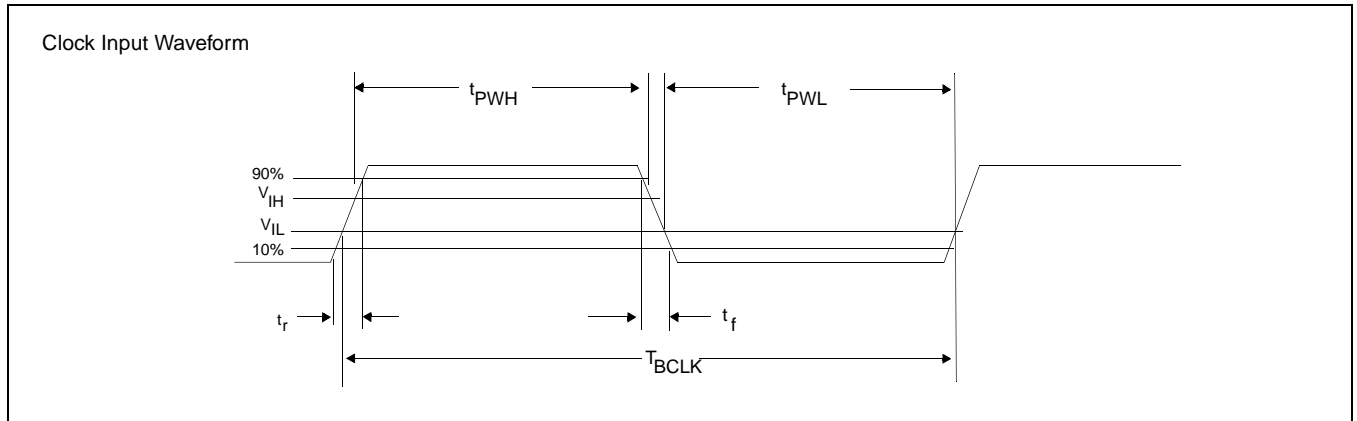 Clock Input Waveform
tPWH
tPWL
90%
VIH
VIL
10%
tr
tf
TBCLK